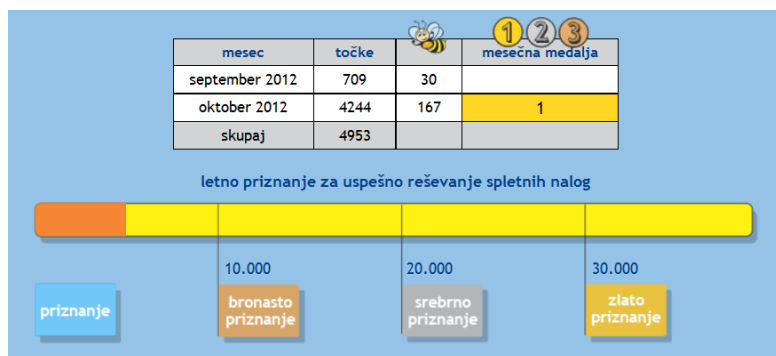 1 2 3
mesec točke mesečna medalja
september 2012 709 30
oktober 2012 4244 167 1
skupaj 4953
letno priznanje za uspešno reševanje spletnih nalog
10.000 20.000 30.000
priznanje
bronasto priznanje
srebrno priznanje
zlato priznanje